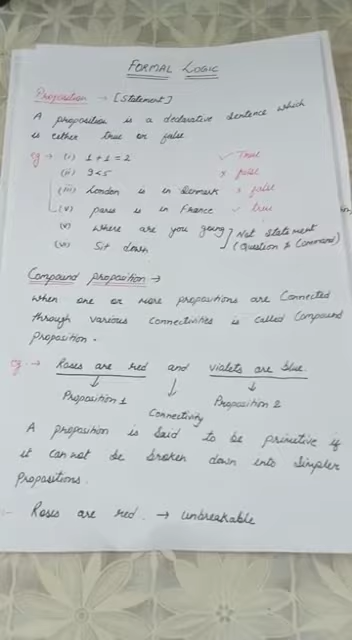 FORMAL LOGIC
Proposition → [Statement]
A proposition is a declarative sentence which
is either true or false
eg → (i) 1 + 1 = 2 ✓ True
(ii) 9 < 5 × false
(iii) London is in Denmark × false
(v) paris is in France ✓ true
(v) where are you going ] Not statement
(vi) Sit down (Question & Command)
Compound proposition →
when one or more propositions are Connected
through various connectivities is called Compound
proposition.
eg. → Roses are red and vialets are blue.
↓ ↓ ↓
Proposition 1 Connectivity Proposition 2
A proposition is said to be primitive if
it can not be broken down into simpler
propositions.
Roses are red. → unbreakable